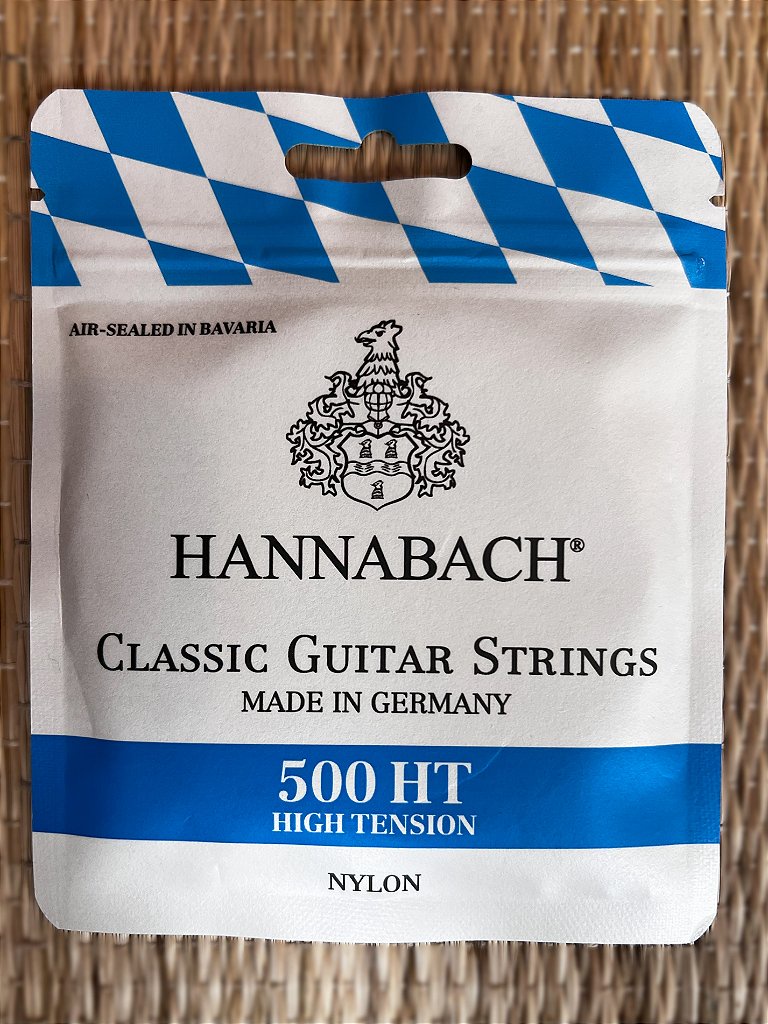 AIR-SEALED IN BAVARIA
HANNABACH®
CLASSIC GUITAR STRINGS
MADE IN GERMANY
500 HT
HIGH TENSION
NYLON